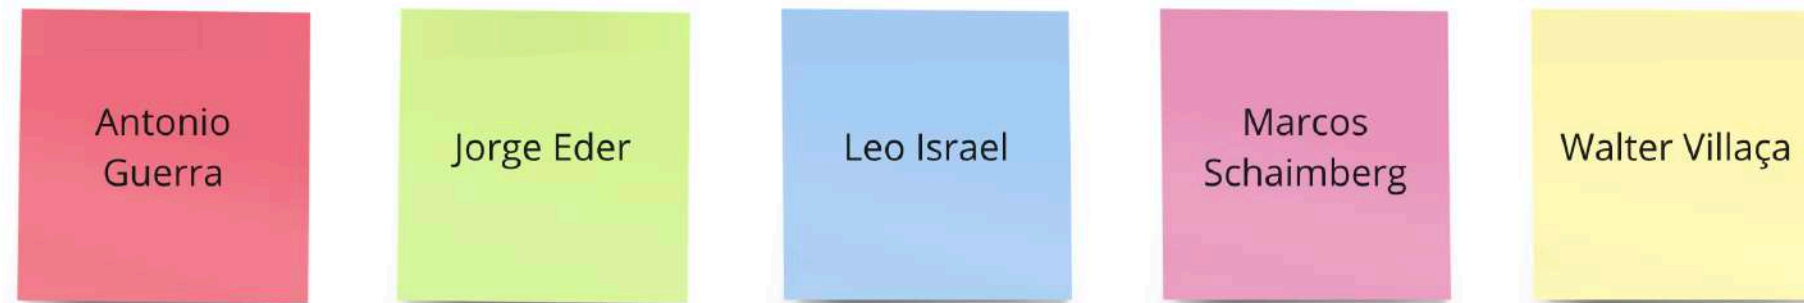 Antonio
Guerra
Jorge Eder
Leo Israel
Marcos
Schaimberg
Walter Villaça